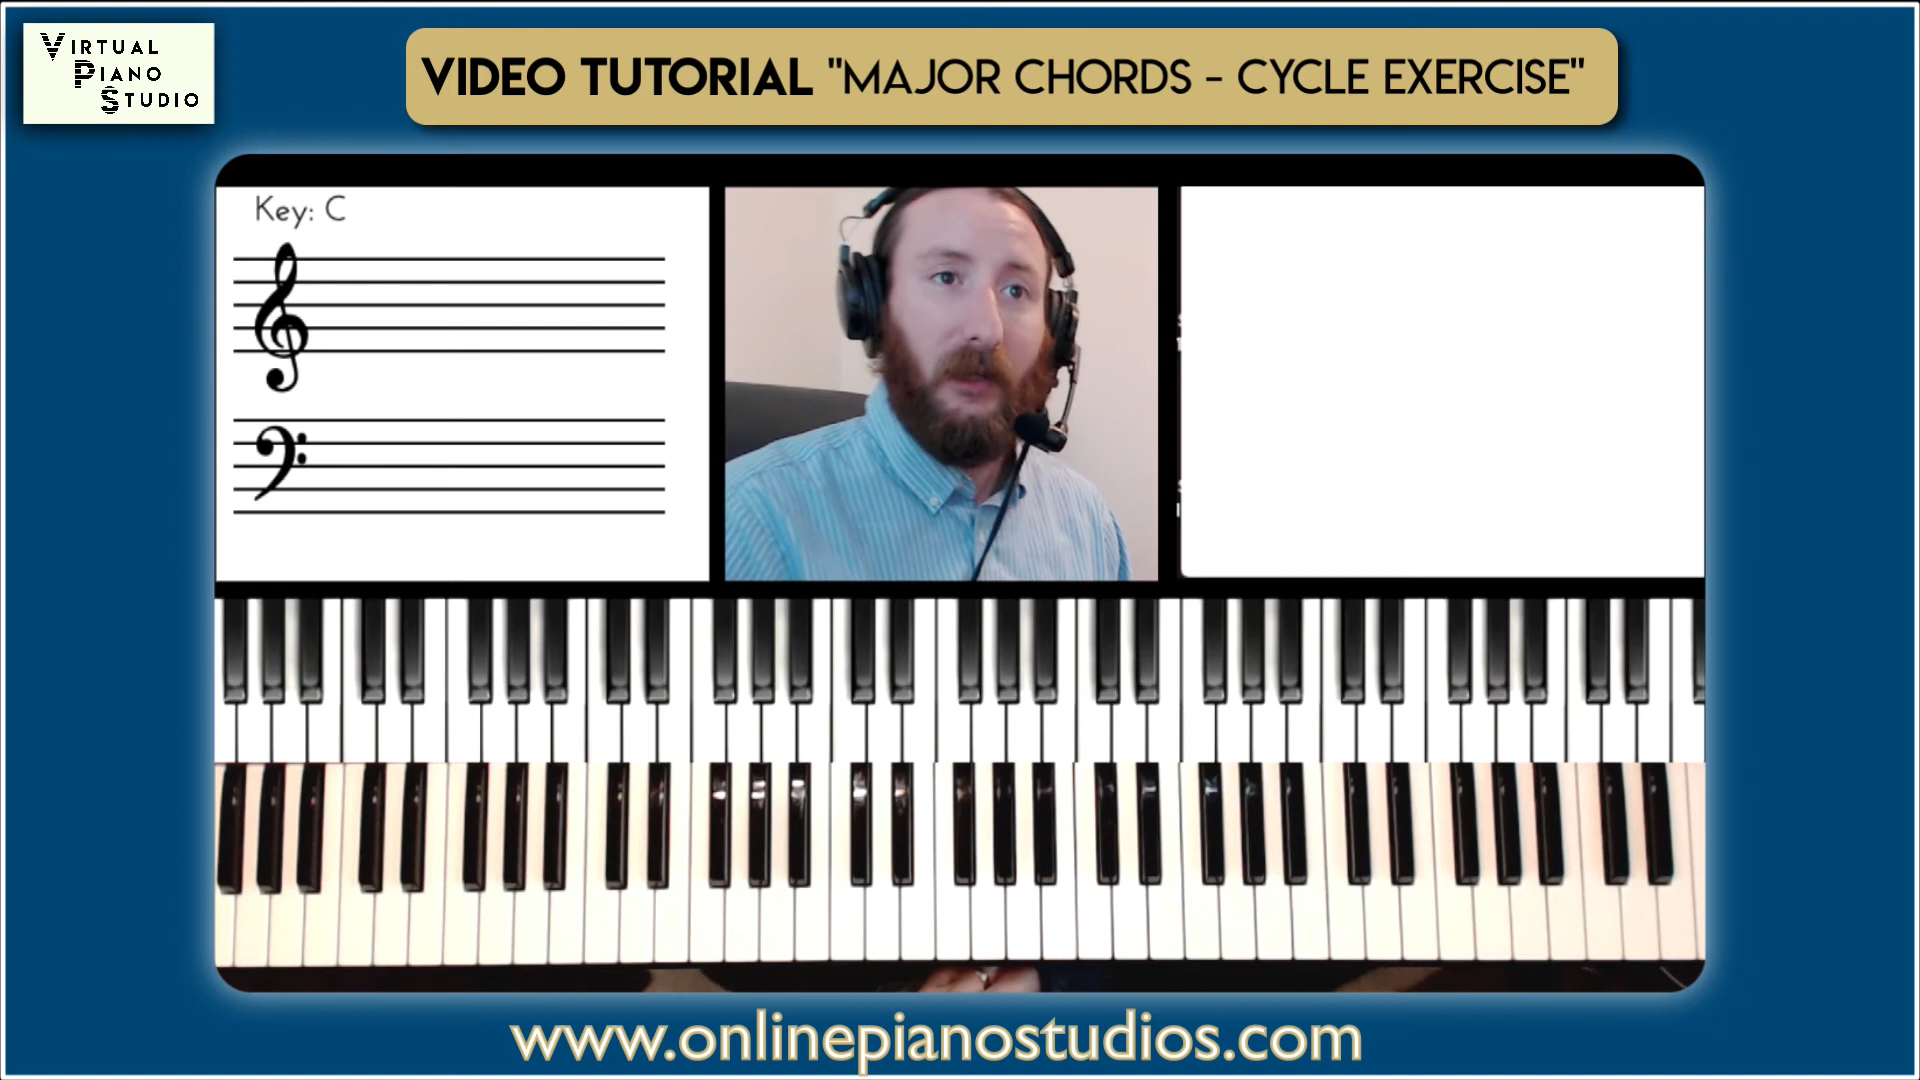 VIRTUAL
PIANO
STUDIO
VIDEO TUTORIAL "MAJOR CHORDS - CYCLE EXERCISE"
Key: C
www.onlinepianostudios.com